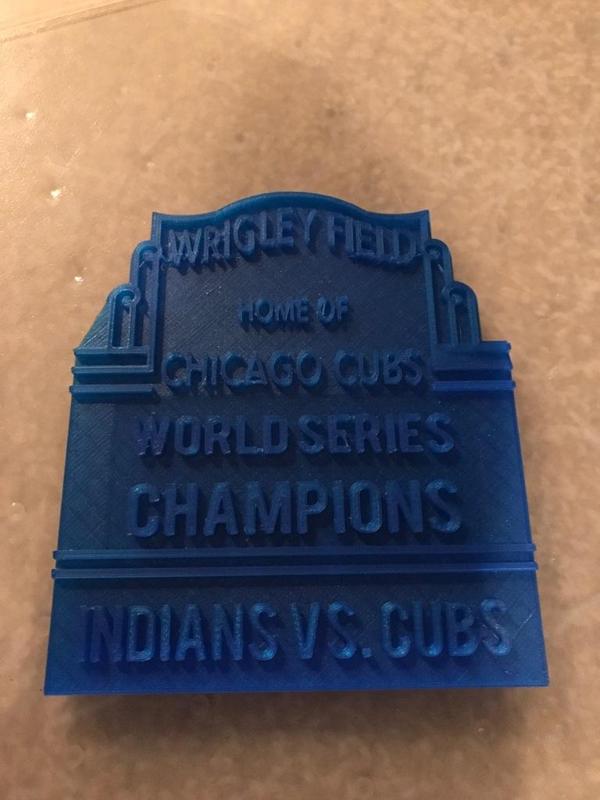 WRIGLEY FIELD
HOME OF
CHICAGO CUBS
WORLD SERIES
CHAMPIONS
INDIANS VS. CUBS